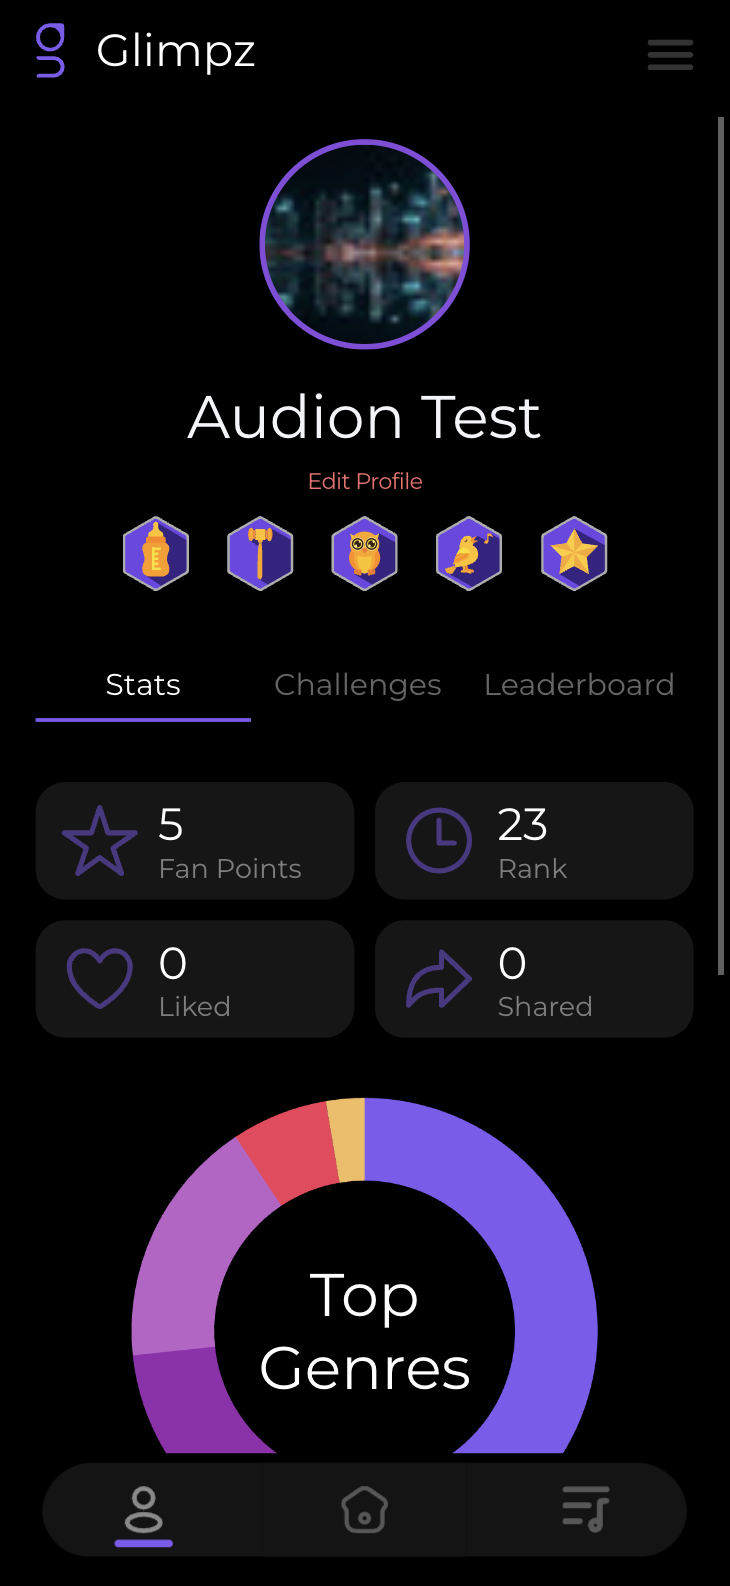 Glimpz
Audion Test
Edit Profile
E
Stats Challenges Leaderboard
5
Fan Points
23
Rank
0
Liked
0
Shared
Top
Genres